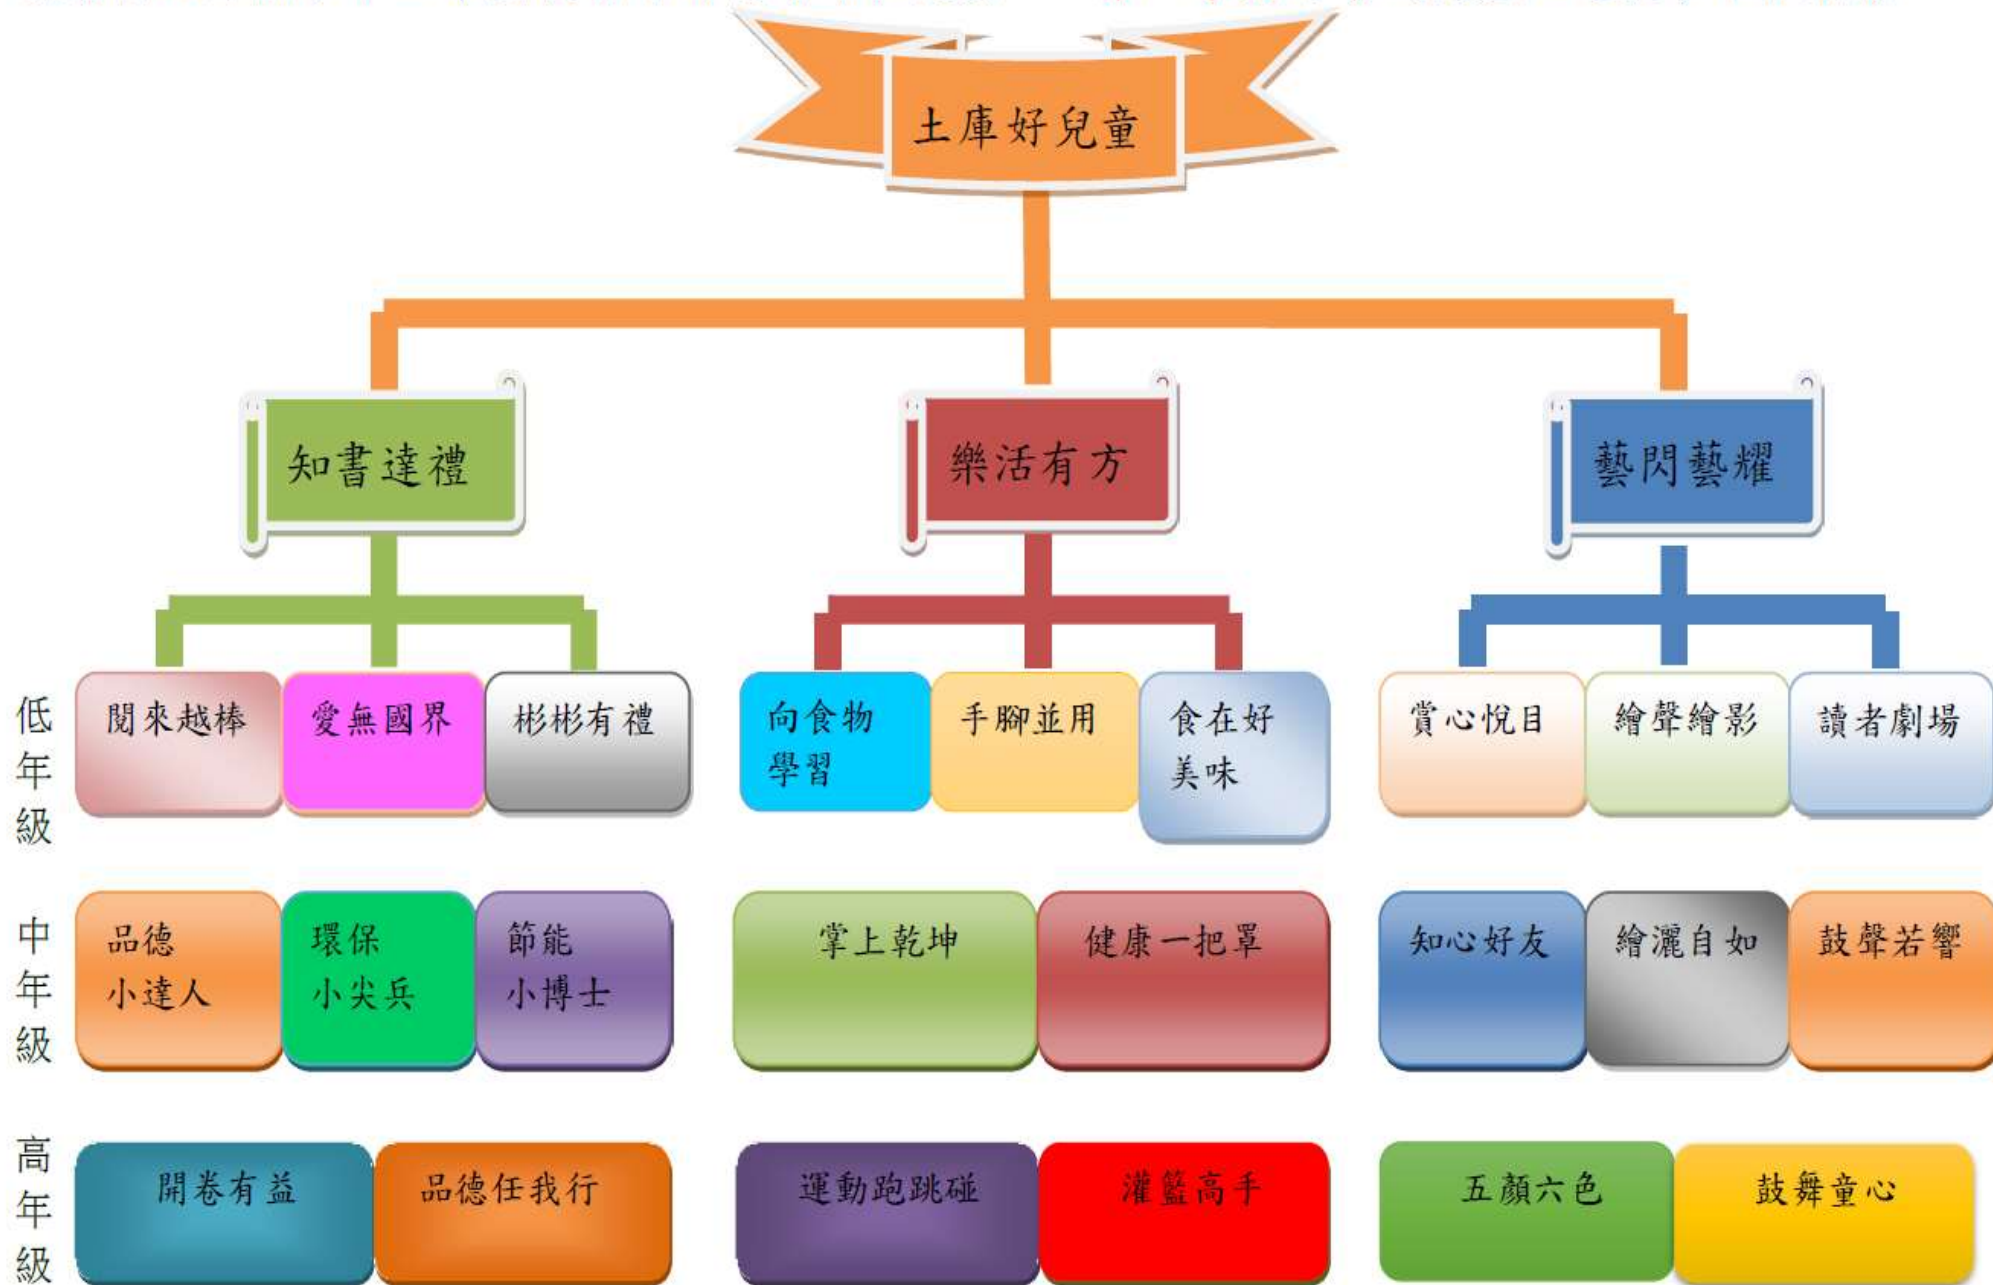 土庫好兒童
知書達禮
樂活有方
藝閃藝耀
低年級
閱來越棒
愛無國界
彬彬有禮
向食物
學習
手腳並用
食在好
美味
賞心悅目
繪聲繪影
讀者劇場
中年級
品德
小達人
環保
小尖兵
節能
小博士
掌上乾坤
健康一把罩
知心好友
繪灑自如
鼓聲若響
高年級
開卷有益
品德任我行
運動跑跳碰
灌籃高手
五顏六色
鼓舞童心